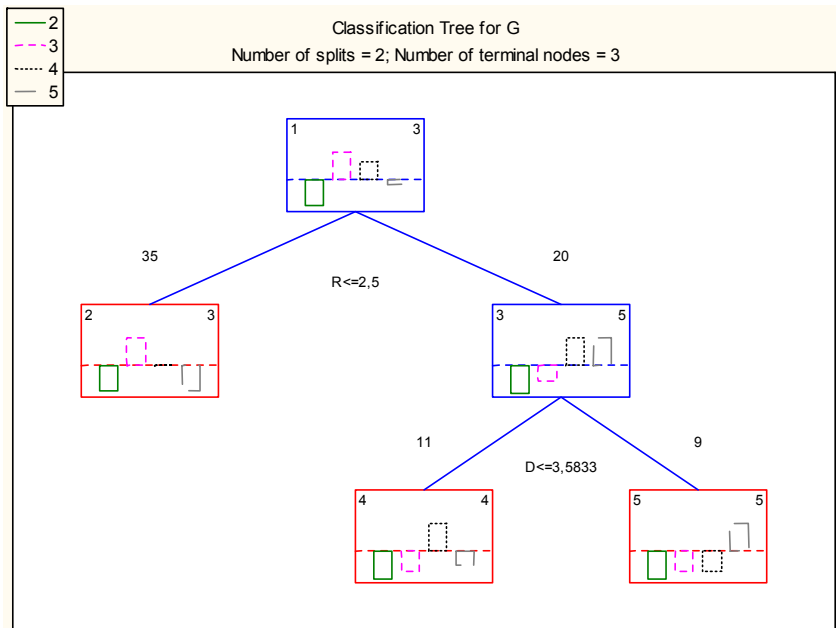 2
3
4
5
Classification Tree for G
Number of splits = 2; Number of terminal nodes = 3
1 3
35 20
R<=2,5
2 3
3 5
11 9
D<=3,5833
4 4
5 5